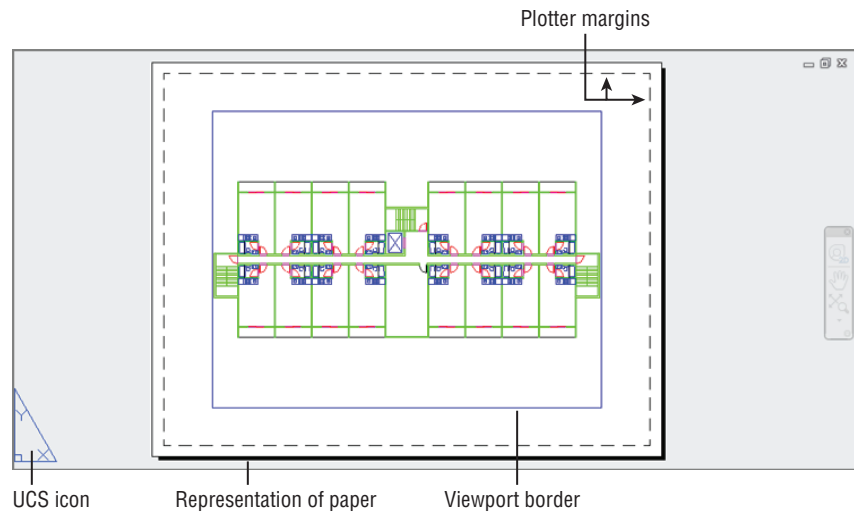 Plotter margins
Y
X
UCS icon
Representation of paper
Viewport border